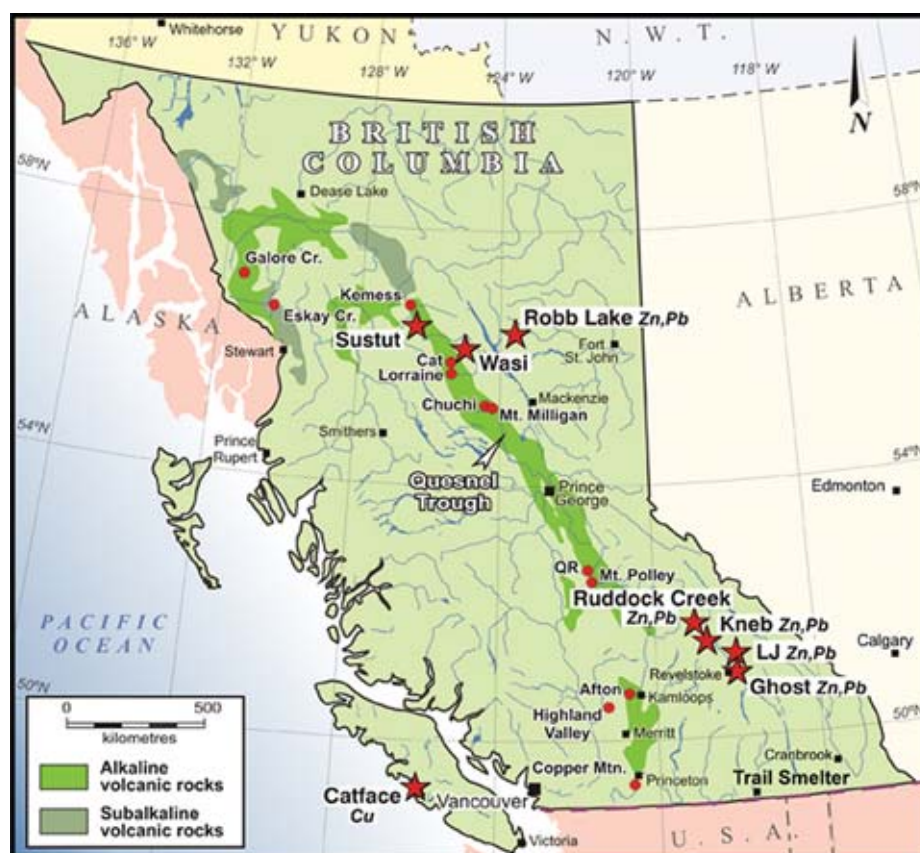 Whitehorse
YUKON
N.W.T.
136° W
132° W
128° W
124° W
120° W
118° W
N
BRITISH
COLUMBIA
58°N
58°N
Dease Lake
Galore Cr.
Kemess
Eskay Cr.
ALASKA
ALBERTA
Robb Lake Zn,Pb
Sustut
Wasi
Fort
St. John
Stewart
Cat
Lorraine
Chuchi
Mt. Milligan
Mackenzie
54°N
54°N
Smithers
Prince
Rupert
Quesnel
Trough
Prince
George
Edmonton
QR
Mt. Polley
PACIFIC
OCEAN
Ruddock Creek
Zn,Pb
Kneb Zn,Pb
LJ Zn,Pb
Calgary
Revelstoke
Ghost Zn,Pb
50°N
50°N
Afton
Kamloops
Highland
Valley
Merritt
Cranbrook
Copper Mtn.
Princeton
Trail Smelter
Catface
Cu
Vancouver
Victoria
U.S.A.
0 500
kilometres
Alkaline
volcanic rocks
Subalkaline
volcanic rocks